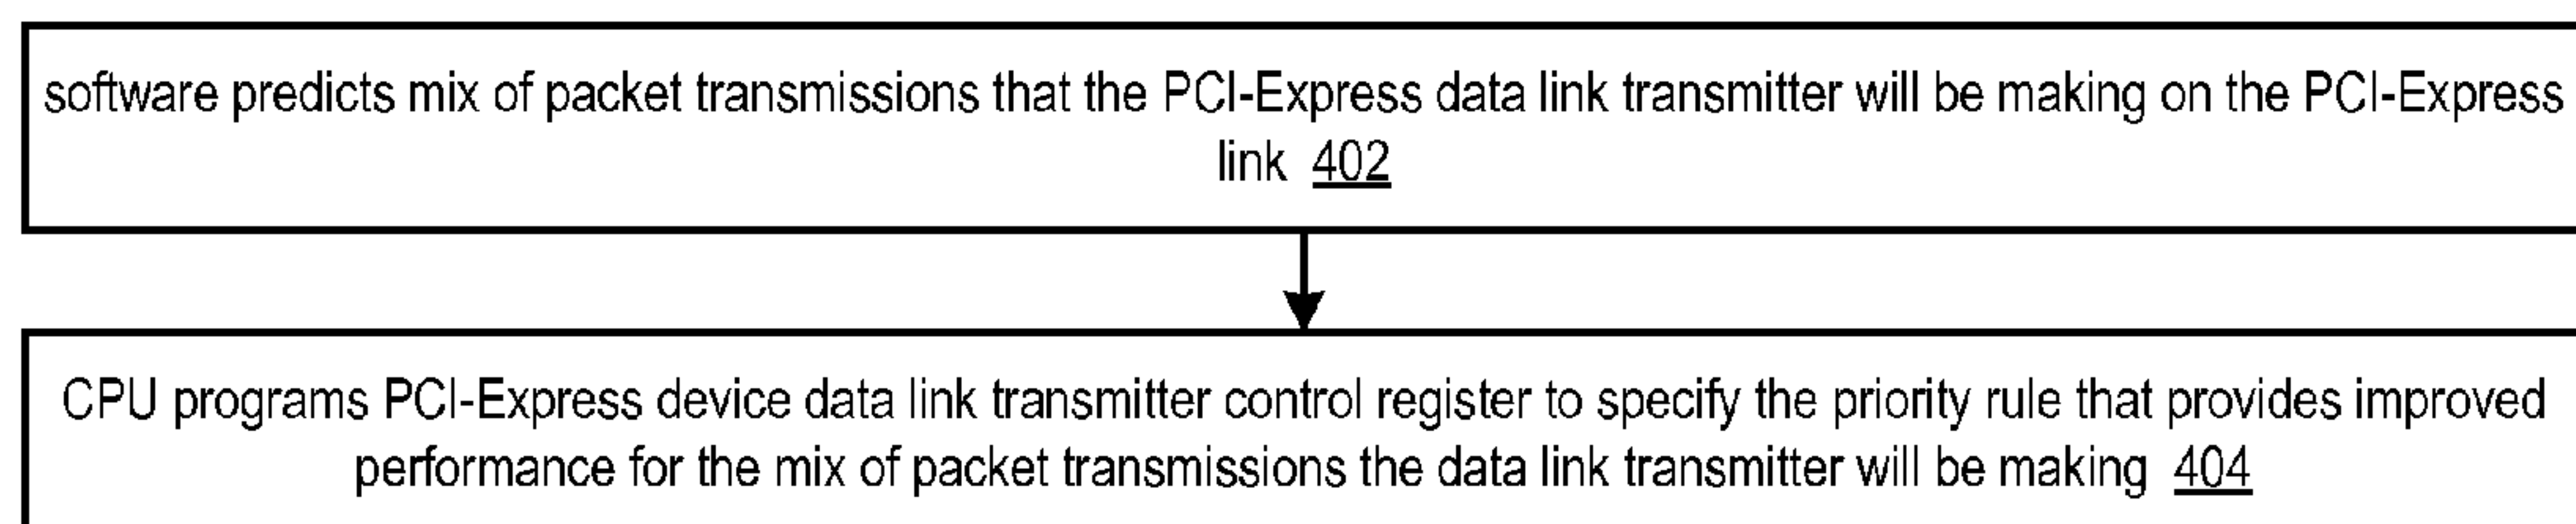 software predicts mix of packet transmissions that the PCI-Express data link transmitter will be making on the PCI-Express
link 402
CPU programs PCI-Express device data link transmitter control register to specify the priority rule that provides improved
performance for the mix of packet transmissions the data link transmitter will be making 404